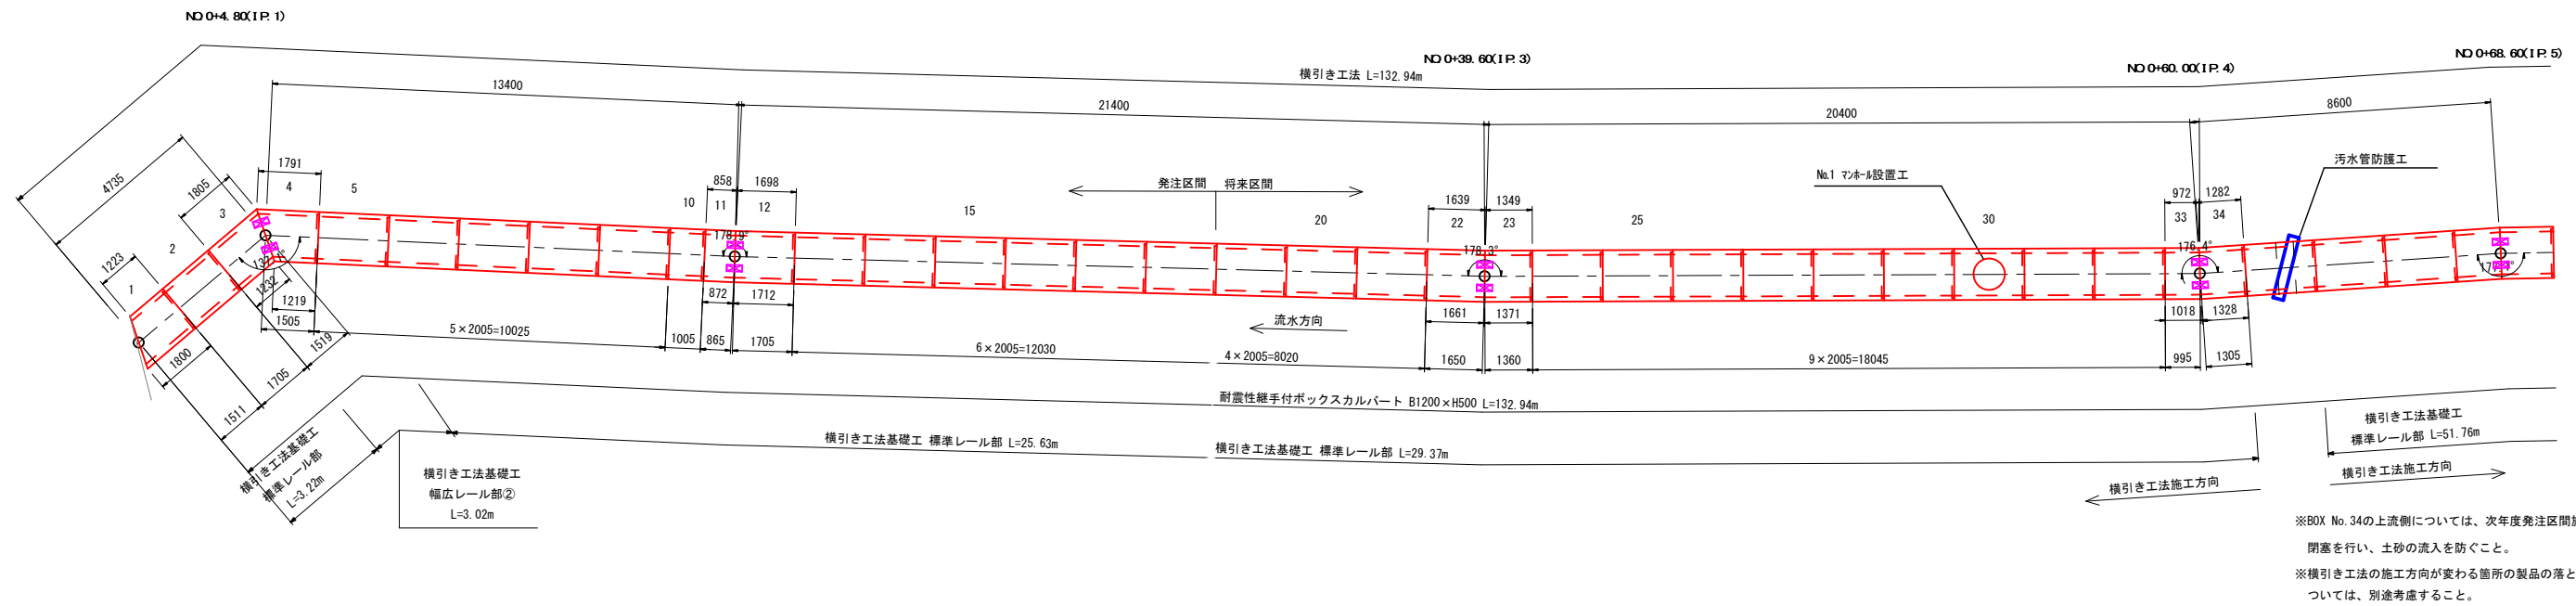 NO.0+4.80(IP.1)
NO.0+39.60(IP.3)
NO.0+60.00(IP.4)
NO.0+68.60(IP.5)
横引き工法 L=132.94m
13400
21400
20400
8600
4735
1805
1223
1791
858
1698
1639
1349
972
1282
1
2
3
4
5
10
11
12
15
20
22
23
25
30
33
34
発注区間
将来区間
No.1 マンホール設置工
汚水管防護工
178.9°
178.3°
176.4°
流水方向
1232
1219
1505
1519
1800
1705
1511
5×2005=10025
1005
872
1712
865
1705
6×2005=12030
4×2005=8020
1661
1371
1650
1360
9×2005=18045
1018
1328
995
1305
耐震性継手付ボックスカルバート B1200×H500 L=132.94m
横引き工法基礎工
標準レール部
L=3.22m
横引き工法基礎工
幅広レール部②
L=3.02m
横引き工法基礎工 標準レール部 L=25.63m
横引き工法基礎工 標準レール部 L=29.37m
横引き工法基礎工
標準レール部 L=51.76m
横引き工法施工方向
横引き工法施工方向
※BOX No.34の上流側については、次年度発注区間
閉塞を行い、土砂の流入を防ぐこと。
※横引き工法の施工方向が変わる箇所の製品の落と
ついては、別途考慮すること。